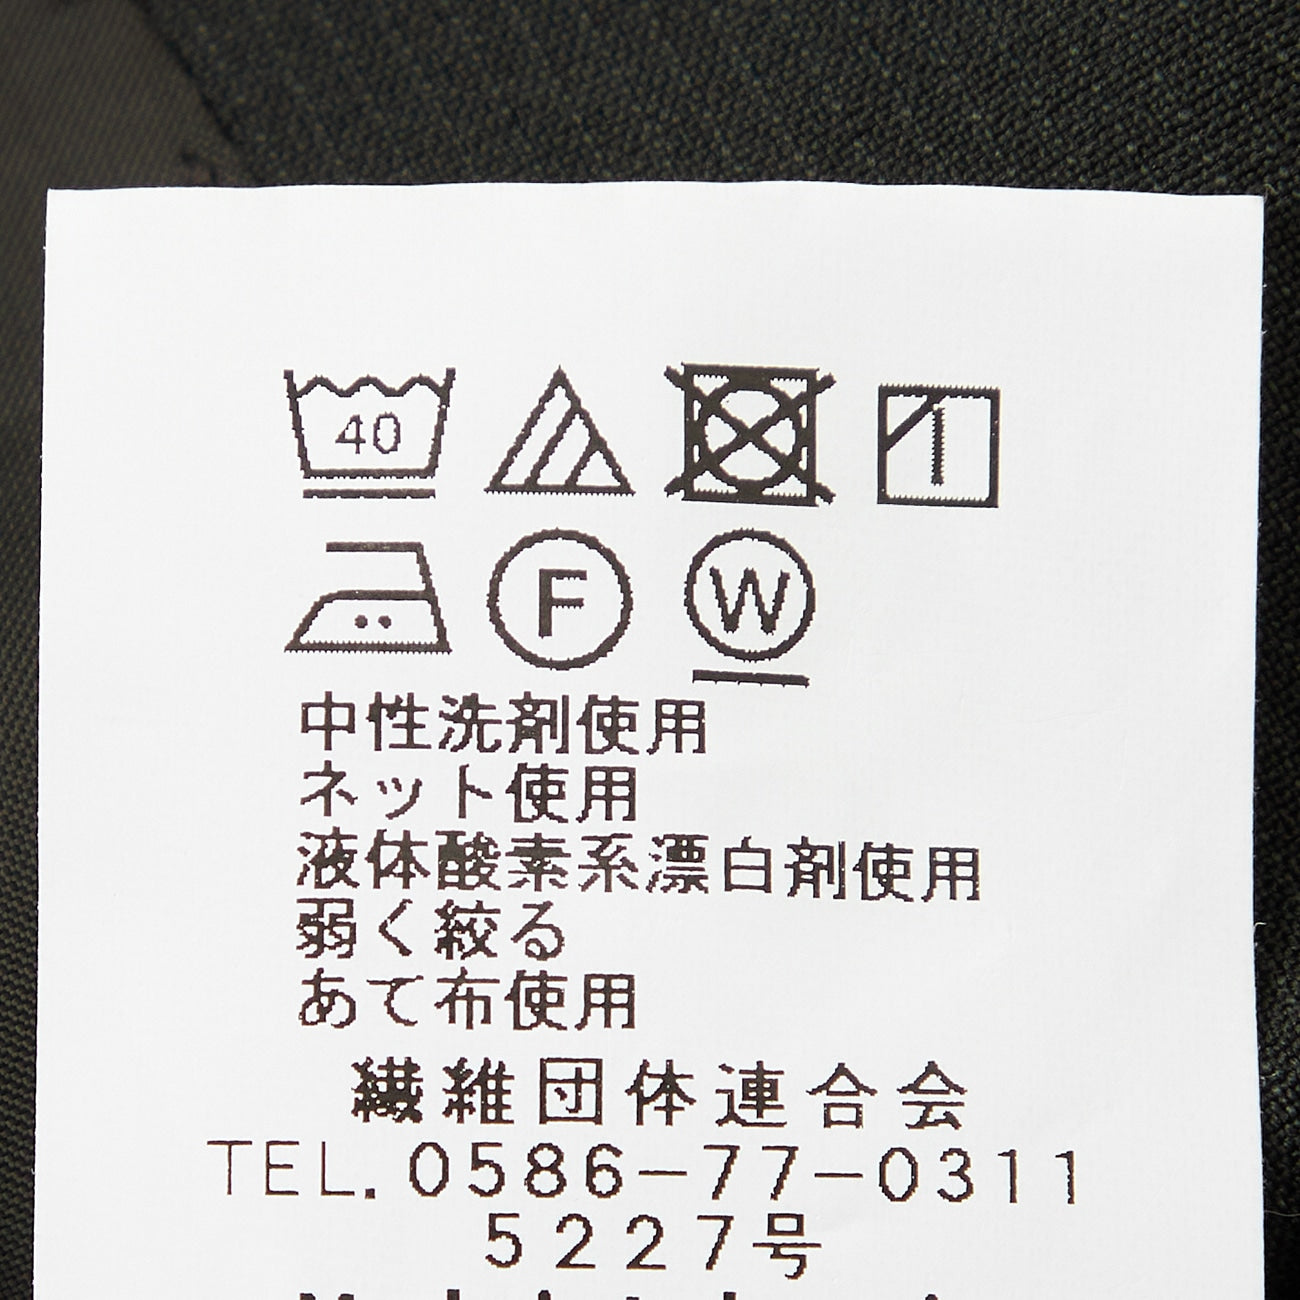 40
F W
中性洗剤使用
ネット使用
液体酸素系漂白剤使用
弱く絞る
あて布使用
繊維団体連合会
TEL.0586-77-0311
5227号